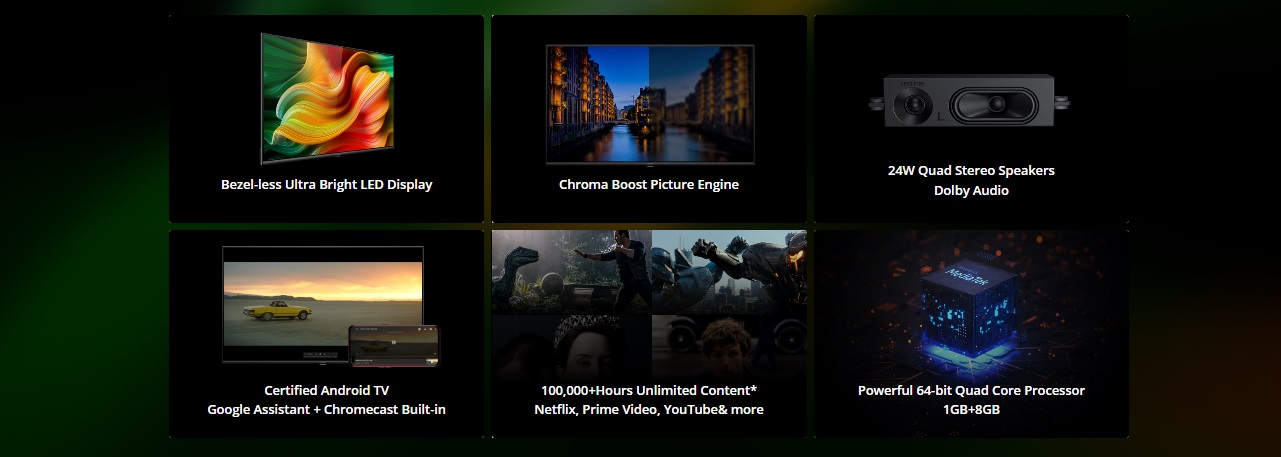 Bezel-less Ultra Bright LED Display
Chroma Boost Picture Engine
L
24W Quad Stereo Speakers
Dolby Audio
Certified Android TV
Google Assistant + Chromecast Built-in
100,000+Hours Unlimited Content*
Netflix, Prime Video, YouTube& more
MediaTek
Powerful 64-bit Quad Core Processor
1GB+8GB